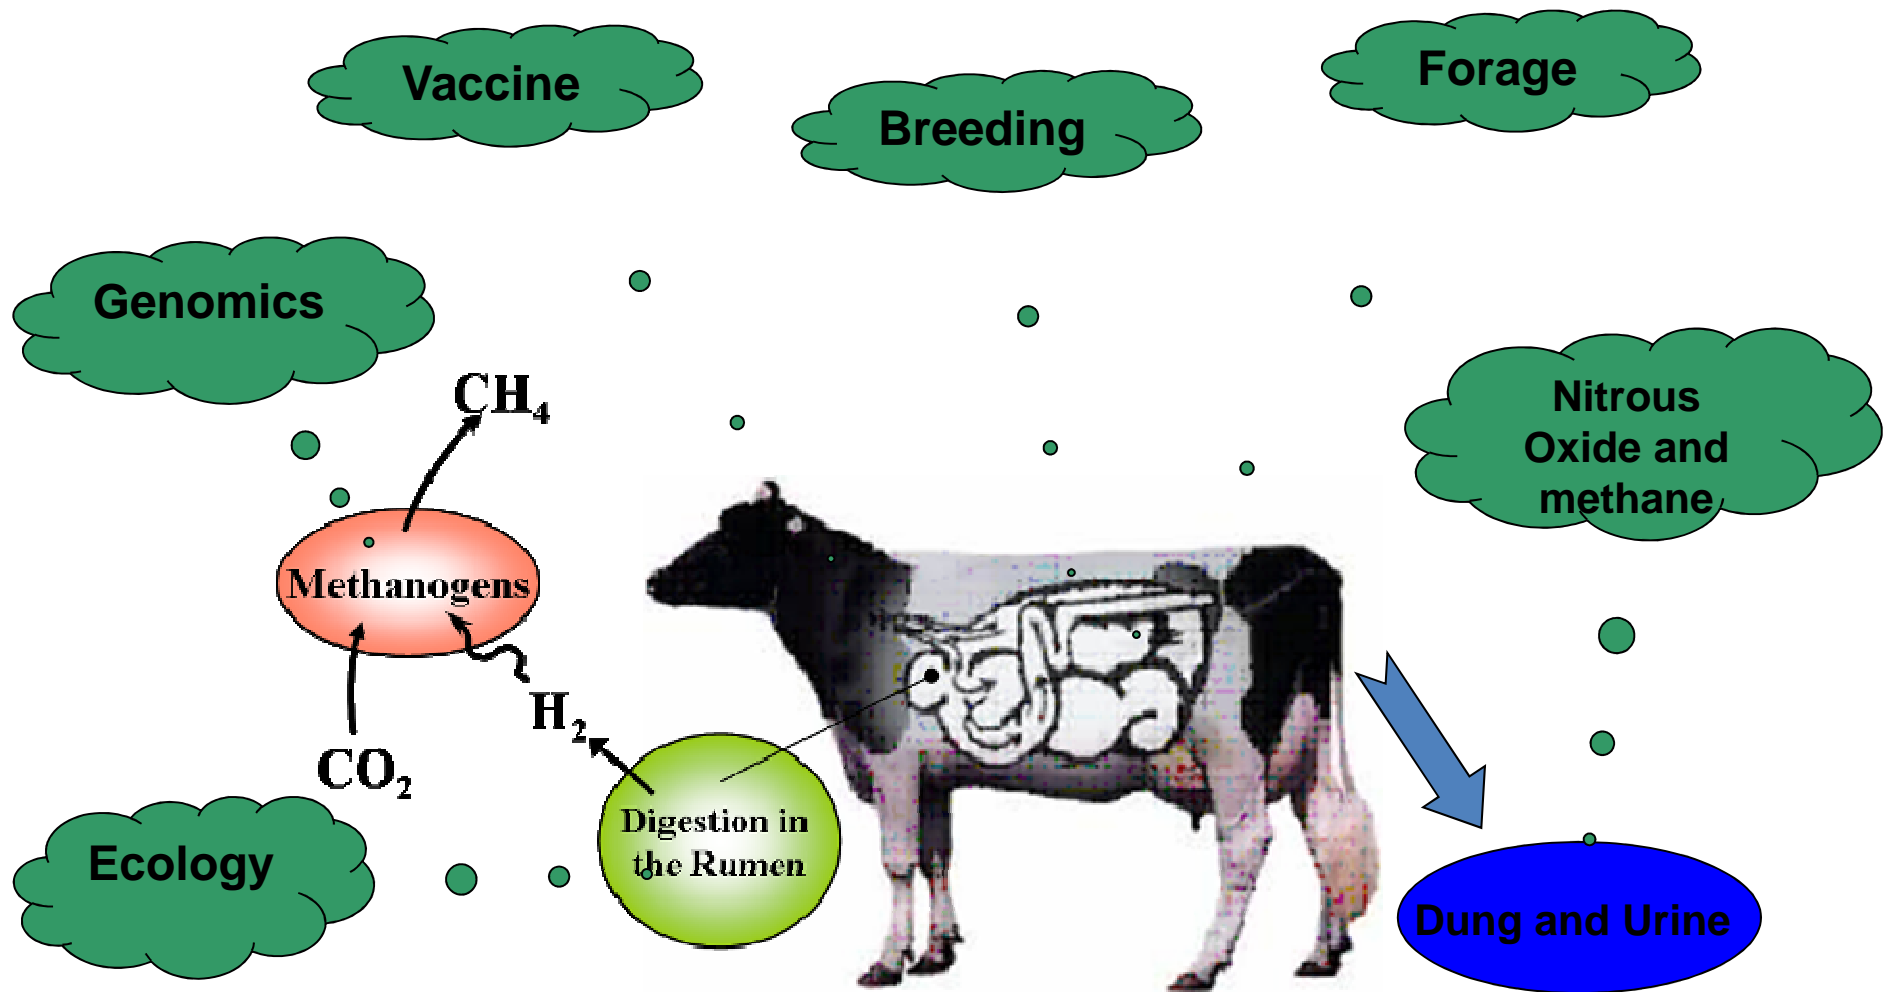 Vaccine
Breeding
Forage
Genomics
CH₄
Nitrous
Oxide and
methane
Methanogens
H₂
CO₂
Digestion in
the Rumen
Ecology
Dung and Urine